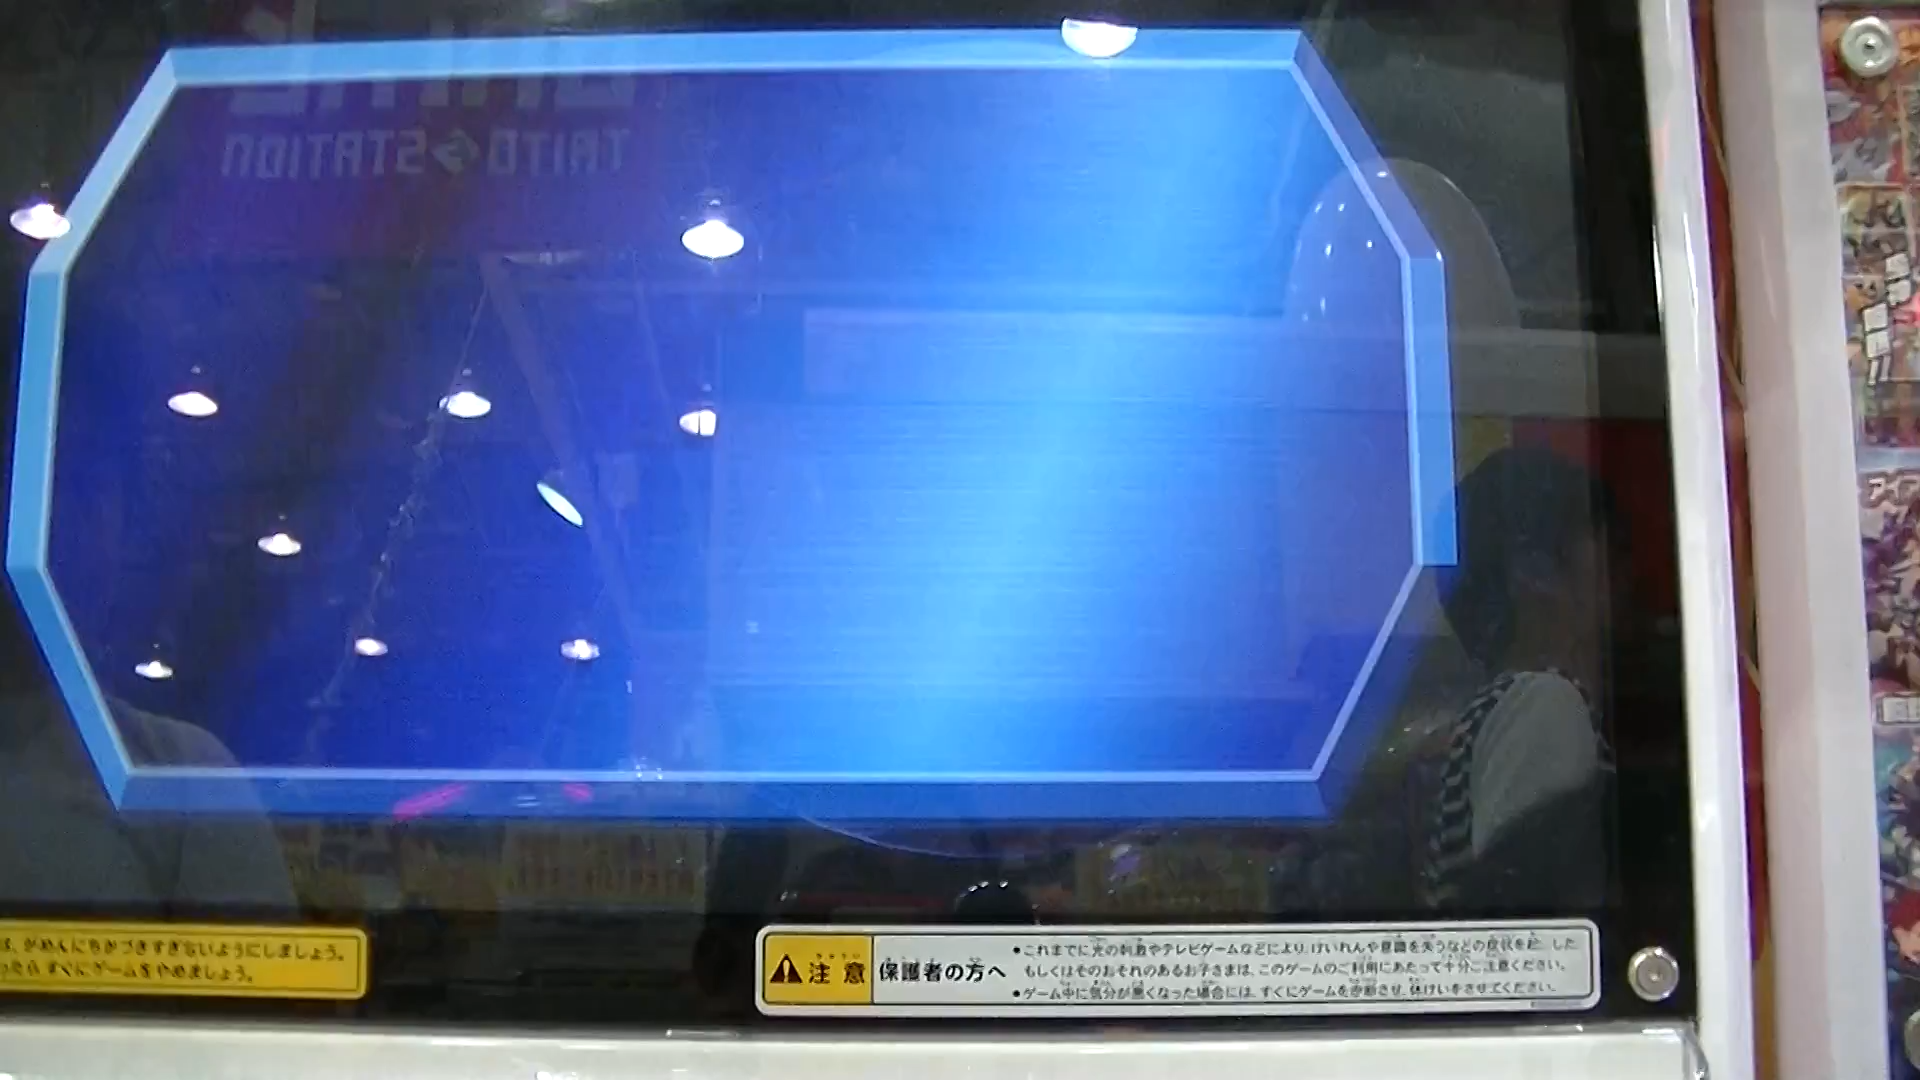 TAITO STATION
は、がめんにちかづきすぎないようにしましょう。
ったら すぐにゲームをやめましょう。
注意 保護者の方へ
●これまでに光の刺激やテレビゲームなどにより、けいれんや意識を失うなどの症状を起 した
もしくはそのおそれのあるお子さまは、このゲームのご利用にあたって十分ご注意ください。
●ゲーム中に気分が悪くなった場合には、すぐにゲームを中断させ、休けいをさせてください。
アイア